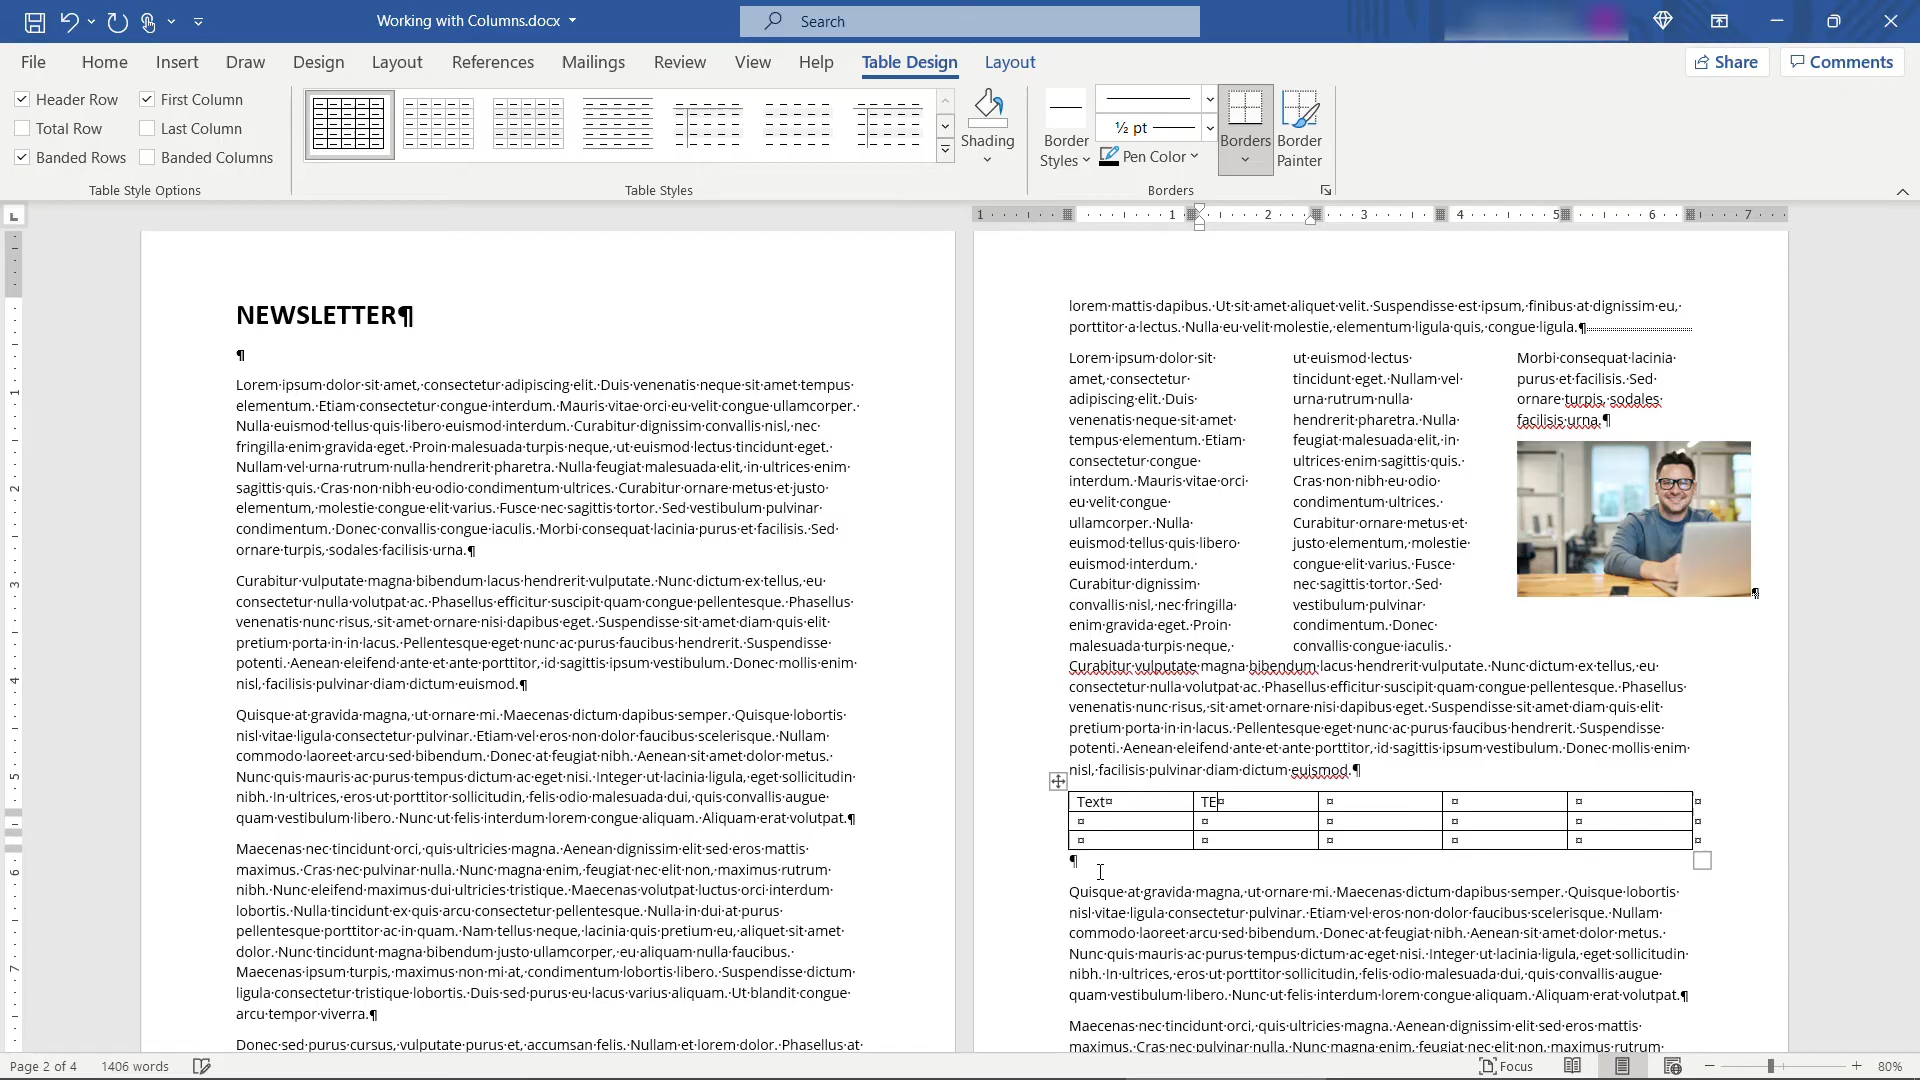 Working with Columns.docx
Search
File Home Insert Draw Design Layout References Mailings Review View Help Table Design Layout Share Comments
Header Row First Column
Total Row Last Column
Banded Rows Banded Columns
Table Style Options
Table Styles
Shading
Border Styles
½ pt
Pen Color
Borders
Border Painter
Borders
1 1 2 3 4 5 6 7
1
2
3
4
5
6
7
NEWSLETTER¶
¶
Lorem·ipsum·dolor·sit·amet,·consectetur·adipiscing·elit.·Duis·venenatis·neque·sit·amet·tempus·
elementum.·Etiam·consectetur·congue·interdum.·Mauris·vitae·orci·eu·velit·congue·ullamcorper.·
Nulla·euismod·tellus·quis·libero·euismod·interdum.·Curabitur·dignissim·convallis·nisl,·nec·
fringilla·enim·gravida·eget.·Proin·malesuada·turpis·neque,·ut·euismod·lectus·tincidunt·eget.·
Nullam·vel·urna·rutrum·nulla·hendrerit·pharetra.·Nulla·feugiat·malesuada·elit,·in·ultrices·enim·
sagittis·quis.·Cras·non·nibh·eu·odio·condimentum·ultrices.·Curabitur·ornare·metus·et·justo·
elementum,·molestie·congue·elit·varius.·Fusce·nec·sagittis·tortor.·Sed·vestibulum·pulvinar·
condimentum.·Donec·convallis·congue·iaculis.·Morbi·consequat·lacinia·purus·et·facilisis.·Sed·
ornare·turpis,·sodales·facilisis·urna.¶
Curabitur·vulputate·magna·bibendum·lacus·hendrerit·vulputate.·Nunc·dictum·ex·tellus,·eu·
consectetur·nulla·volutpat·ac.·Phasellus·efficitur·suscipit·quam·congue·pellentesque.·Phasellus·
venenatis·nunc·risus,·sit·amet·ornare·nisi·dapibus·eget.·Suspendisse·sit·amet·diam·quis·elit·
pretium·porta·in·in·lacus.·Pellentesque·eget·nunc·ac·purus·faucibus·hendrerit.·Suspendisse·
potenti.·Aenean·eleifend·ante·et·ante·porttitor,·id·sagittis·ipsum·vestibulum.·Donec·mollis·enim·
nisl,·facilisis·pulvinar·diam·dictum·euismod.¶
Quisque·at·gravida·magna,·ut·ornare·mi.·Maecenas·dictum·dapibus·semper.·Quisque·lobortis·
nisl·vitae·ligula·consectetur·pulvinar.·Etiam·vel·eros·non·dolor·faucibus·scelerisque.·Nullam·
commodo·laoreet·arcu·sed·bibendum.·Donec·at·feugiat·nibh.·Aenean·sit·amet·dolor·metus.·
Nunc·quis·mauris·ac·purus·tempus·dictum·ac·eget·nisi.·Integer·ut·lacinia·ligula,·eget·sollicitudin·
nibh.·In·ultrices,·eros·ut·porttitor·sollicitudin,·felis·odio·malesuada·dui,·quis·convallis·augue·
quam·vestibulum·libero.·Nunc·ut·felis·interdum·lorem·congue·aliquam.·Aliquam·erat·volutpat.¶
Maecenas·nec·tincidunt·orci,·quis·ultricies·magna.·Aenean·dignissim·elit·sed·eros·mattis·
maximus.·Cras·nec·pulvinar·nulla.·Nunc·magna·enim,·feugiat·nec·elit·non,·maximus·rutrum·
nibh.·Nunc·eleifend·maximus·dui·ultricies·tristique.·Maecenas·volutpat·luctus·orci·interdum·
lobortis.·Nulla·tincidunt·ex·quis·arcu·consectetur·pellentesque.·Nulla·in·dui·at·purus·
pellentesque·porttitor·ac·in·quam.·Nam·tellus·neque,·lacinia·quis·pretium·eu,·aliquet·sit·amet·
dolor.·Nunc·tincidunt·magna·bibendum·justo·ullamcorper,·eu·aliquam·nulla·faucibus.·
Maecenas·ipsum·turpis,·maximus·non·mi·at,·condimentum·lobortis·libero.·Suspendisse·dictum·
ligula·consectetur·tristique·lobortis.·Duis·sed·purus·eu·lacus·varius·aliquam.·Ut·blandit·congue·
arcu·tempor·viverra.¶
Donec·sed·purus·cursus,·vulputate·purus·et,·accumsan·felis.·Nullam·et·lorem·dolor.·Phasellus·at·
lorem·mattis·dapibus.·Ut·sit·amet·aliquet·velit.·Suspendisse·est·ipsum,·finibus·at·dignissim·eu,·
porttitor·a·lectus.·Nulla·eu·velit·molestie,·elementum·ligula·quis,·congue·ligula.¶
Lorem·ipsum·dolor·sit·
amet,·consectetur·
adipiscing·elit.·Duis·
venenatis·neque·sit·amet·
tempus·elementum.·Etiam·
consectetur·congue·
interdum.·Mauris·vitae·orci·
eu·velit·congue·
ullamcorper.·Nulla·
euismod·tellus·quis·libero·
euismod·interdum.·
Curabitur·dignissim·
convallis·nisl,·nec·fringilla·
enim·gravida·eget.·Proin·
malesuada·turpis·neque,·
ut·euismod·lectus·
tincidunt·eget.·Nullam·vel·
urna·rutrum·nulla·
hendrerit·pharetra.·Nulla·
feugiat·malesuada·elit,·in·
ultrices·enim·sagittis·quis.·
Cras·non·nibh·eu·odio·
condimentum·ultrices.·
Curabitur·ornare·metus·et·
justo·elementum,·molestie·
congue·elit·varius.·Fusce·
nec·sagittis·tortor.·Sed·
vestibulum·pulvinar·
condimentum.·Donec·
convallis·congue·iaculis.·
Morbi·consequat·lacinia·
purus·et·facilisis.·Sed·
ornare·turpis,·sodales·
facilisis·urna.¶
¶
Curabitur·vulputate·magna·bibendum·lacus·hendrerit·vulputate.·Nunc·dictum·ex·tellus,·eu·
consectetur·nulla·volutpat·ac.·Phasellus·efficitur·suscipit·quam·congue·pellentesque.·Phasellus·
venenatis·nunc·risus,·sit·amet·ornare·nisi·dapibus·eget.·Suspendisse·sit·amet·diam·quis·elit·
pretium·porta·in·in·lacus.·Pellentesque·eget·nunc·ac·purus·faucibus·hendrerit.·Suspendisse·
potenti.·Aenean·eleifend·ante·et·ante·porttitor,·id·sagittis·ipsum·vestibulum.·Donec·mollis·enim·
nisl,·facilisis·pulvinar·diam·dictum·euismod.¶
Text¤ TE¤ ¤ ¤ ¤ ¤
¤ ¤ ¤ ¤ ¤ ¤
¤ ¤ ¤ ¤ ¤ ¤
¶
Quisque·at·gravida·magna,·ut·ornare·mi.·Maecenas·dictum·dapibus·semper.·Quisque·lobortis·
nisl·vitae·ligula·consectetur·pulvinar.·Etiam·vel·eros·non·dolor·faucibus·scelerisque.·Nullam·
commodo·laoreet·arcu·sed·bibendum.·Donec·at·feugiat·nibh.·Aenean·sit·amet·dolor·metus.·
Nunc·quis·mauris·ac·purus·tempus·dictum·ac·eget·nisi.·Integer·ut·lacinia·ligula,·eget·sollicitudin·
nibh.·In·ultrices,·eros·ut·porttitor·sollicitudin,·felis·odio·malesuada·dui,·quis·convallis·augue·
quam·vestibulum·libero.·Nunc·ut·felis·interdum·lorem·congue·aliquam.·Aliquam·erat·volutpat.¶
Maecenas·nec·tincidunt·orci,·quis·ultricies·magna.·Aenean·dignissim·elit·sed·eros·mattis·
maximus.·Cras·nec·pulvinar·nulla.·Nunc·magna·enim,·feugiat·nec·elit·non,·maximus·rutrum·
Page 2 of 4 1406 words Focus 80%